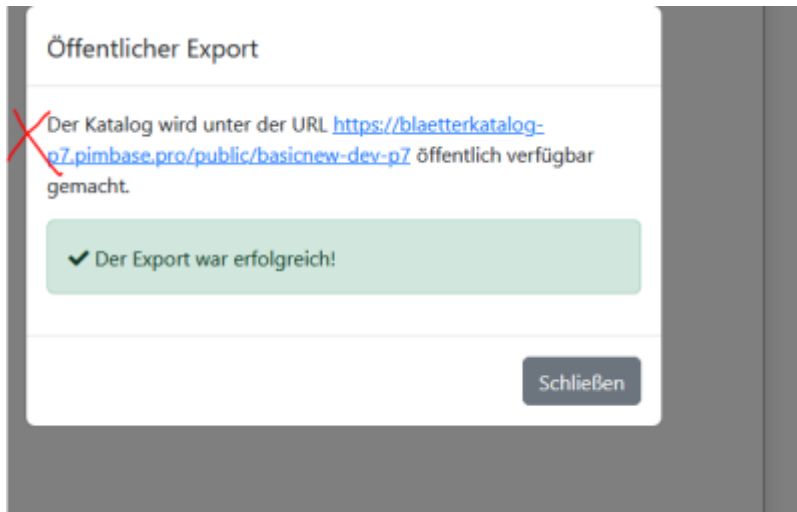 Öffentlicher Export
Der Katalog wird unter der URL https://blaetterkatalog-
p7.pimbase.pro/public/basicnew-dev-p7 öffentlich verfügbar
gemacht.
Der Export war erfolgreich!
Schließen